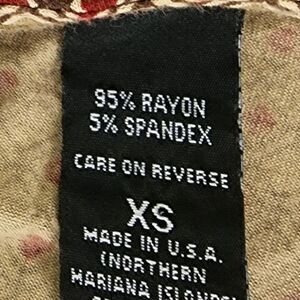 95% RAYON
5% SPANDEX
CARE ON REVERSE
XS
MADE IN U.S.A.
(NORTHERN
MARIANA ISLANDS